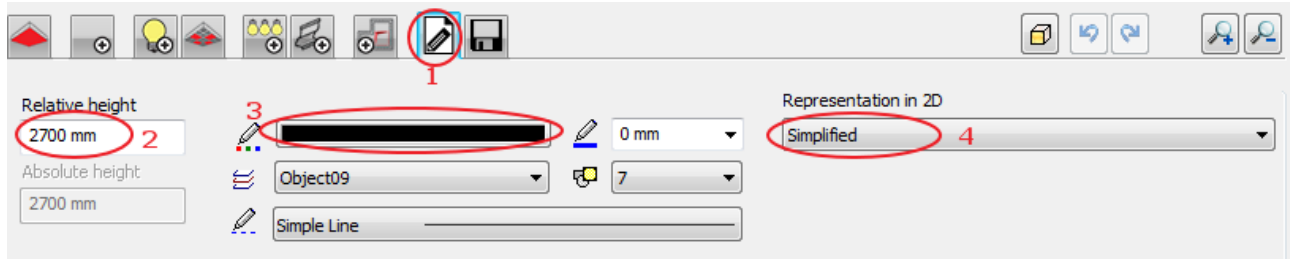 1
Relative height
3
Representation in 2D
2700 mm
2
0 mm
Simplified
4
Absolute height
Object09
7
2700 mm
Simple Line